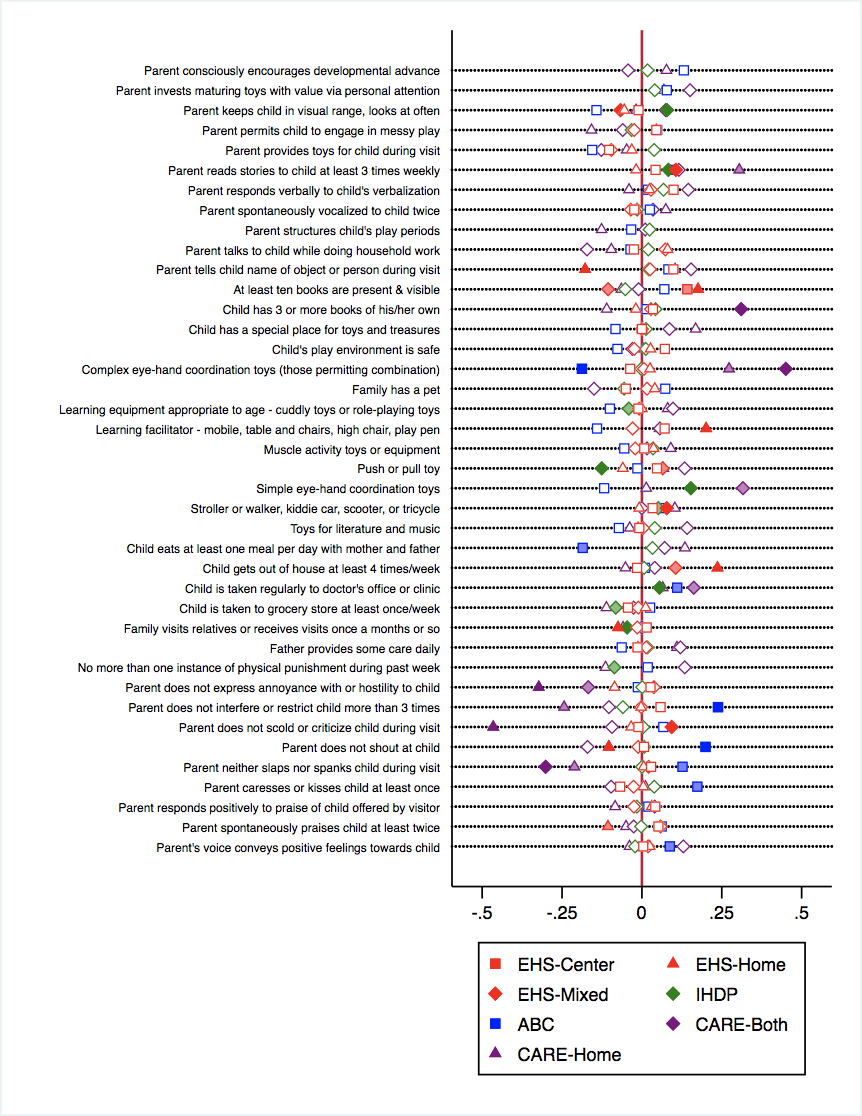 Parent consciously encourages developmental advance
Parent invests maturing toys with value via personal attention
Parent keeps child in visual range, looks at often
Parent permits child to engage in messy play
Parent provides toys for child during visit
Parent reads stories to child at least 3 times weekly
Parent responds verbally to child's verbalization
Parent spontaneously vocalized to child twice
Parent structures child's play periods
Parent talks to child while doing household work
Parent tells child name of object or person during visit
At least ten books are present & visible
Child has 3 or more books of his/her own
Child has a special place for toys and treasures
Child's play environment is safe
Complex eye-hand coordination toys (those permitting combination)
Family has a pet
Learning equipment appropriate to age - cuddly toys or role-playing toys
Learning facilitator - mobile, table and chairs, high chair, play pen
Muscle activity toys or equipment
Push or pull toy
Simple eye-hand coordination toys
Stroller or walker, kiddie car, scooter, or tricycle
Toys for literature and music
Child eats at least one meal per day with mother and father
Child gets out of house at least 4 times/week
Child is taken regularly to doctor's office or clinic
Child is taken to grocery store at least once/week
Family visits relatives or receives visits once a months or so
Father provides some care daily
No more than one instance of physical punishment during past week
Parent does not express annoyance with or hostility to child
Parent does not interfere or restrict child more than 3 times
Parent does not scold or criticize child during visit
Parent does not shout at child
Parent neither slaps nor spanks child during visit
Parent caresses or kisses child at least once
Parent responds positively to praise of child offered by visitor
Parent spontaneously praises child at least twice
Parent's voice conveys positive feelings towards child
-.5 -.25 0 .25 .5
EHS-Center EHS-Home
EHS-Mixed IHDP
ABC CARE-Both
CARE-Home